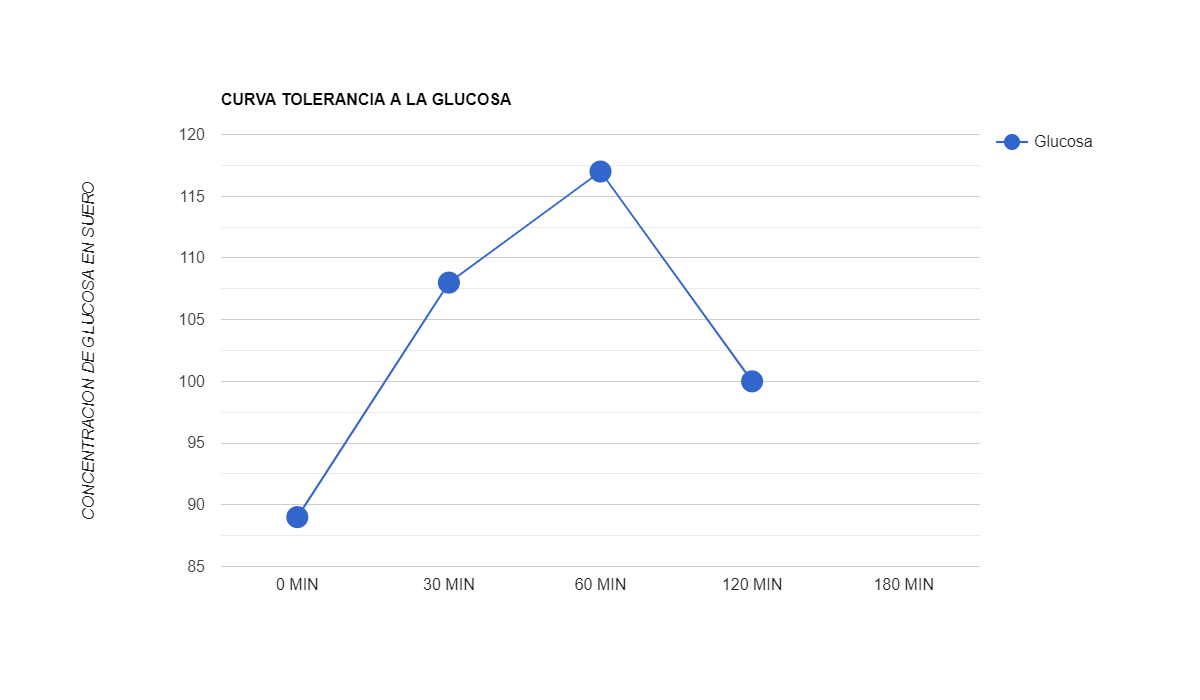 CURVA TOLERANCIA A LA GLUCOSA
Glucosa
CONCENTRACION DE GLUCOSA EN SUERO
120
115
110
105
100
95
90
85
0 MIN
30 MIN
60 MIN
120 MIN
180 MIN